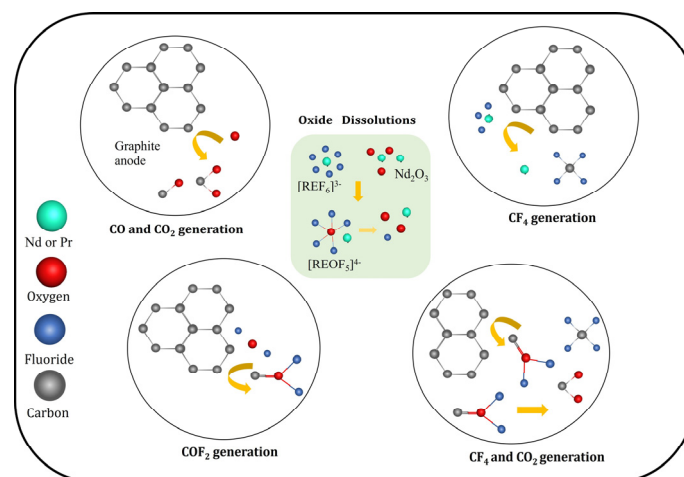 Graphite
anode
CO and CO₂ generation
Oxide Dissolutions
[REF₆]³⁻
Nd₂O₃
[REOF₅]⁴⁻
CF₄ generation
Nd or Pr
Oxygen
Fluoride
Carbon
COF₂ generation
CF₄ and CO₂ generation